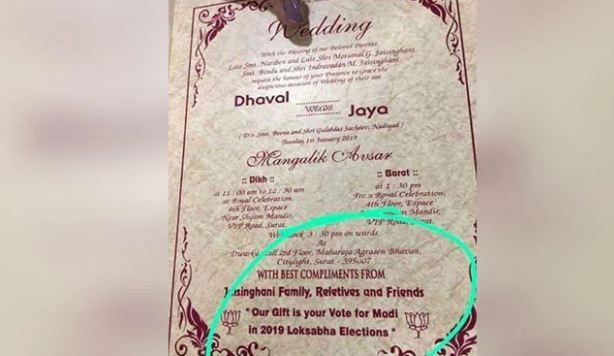 Wedding
With the Blessing of our Beloved Parents
Late Smt. Hariben and Late Shri Motumal G. Jaisinghani
Smt. Bindu and Shri Indravadan M. Jaisinghani
request the honour of your Presence to Grace the
auspicious occasion of Wedding of their son
Dhaval
WEDS
Jaya
( D/o. Smt. Beena and Shri Gulabdas Sachdev, Nadiyad )
Tuesday 1st January 2019
Mangalik Avsar
:: Dikh ::
at 12 : 00 am to 12 : 30 am
at Royal Celebration,
4th Floor, Espace
Near Shyam Mandir,
VIP Road, Surat.
:: Barat ::
at 2 : 30 pm
From Royal Celebration,
4th Floor, Espace
Mandir,
VIP Road, Surat.
3 : 30 pm on wards
At
2rd Floor, Maharaja Agrasen Bhavan,
Citylight, Surat - 395007
WITH BEST COMPLIMENTS FROM
Jaisinghani Family, Reletives and Friends
" Our Gift is your Vote for Modi
in 2019 Loksabha Elections "